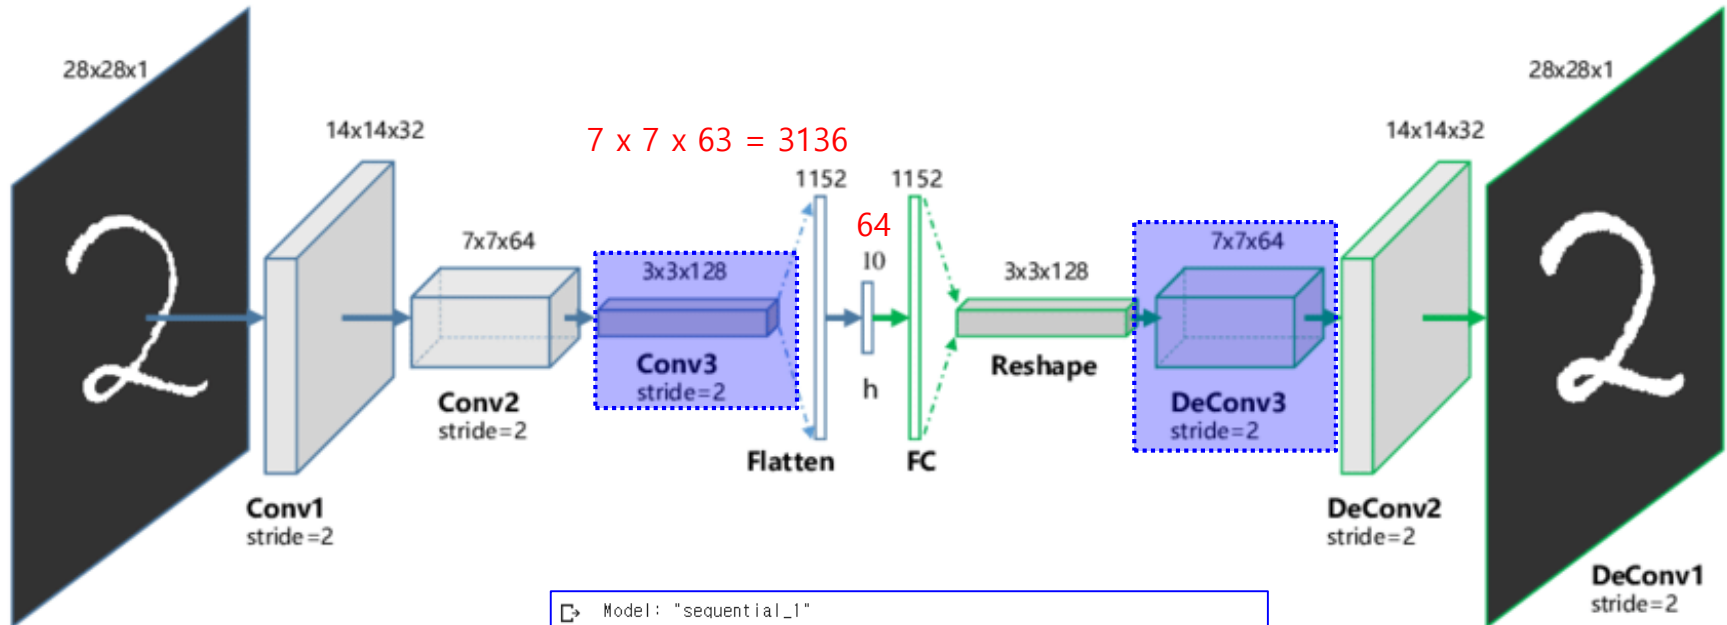 28x28x1
14x14x32
7x7x64
7 x 7 x 63 = 3136
3x3x128
1152
64
10
h
1152
3x3x128
7x7x64
14x14x32
28x28x1
Conv1
stride=2
Conv2
stride=2
Conv3
stride=2
Flatten
FC
Reshape
DeConv3
stride=2
DeConv2
stride=2
DeConv1
stride=2
2
2
Model: "sequential_1"